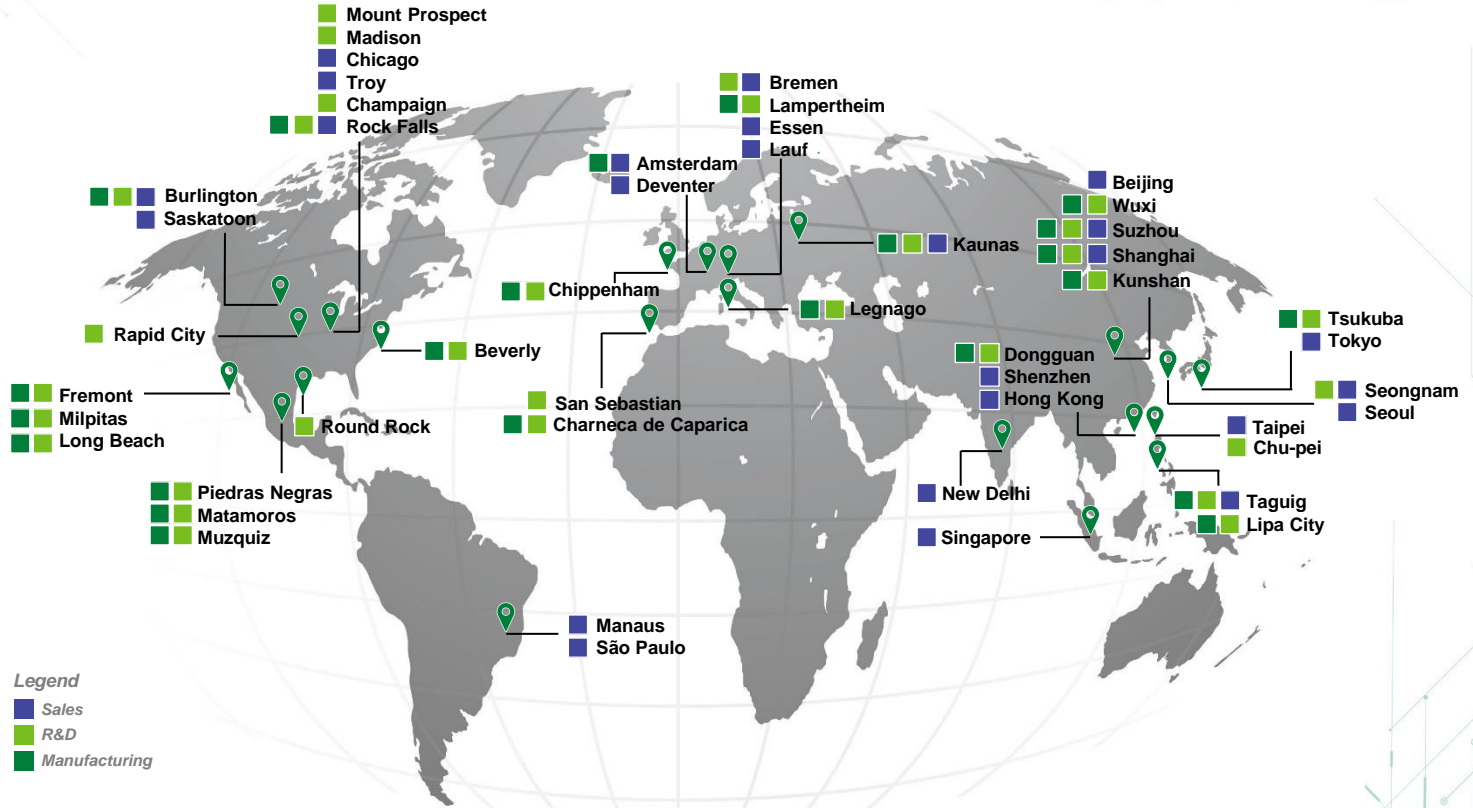 Mount Prospect
Madison
Chicago
Troy
Champaign
Rock Falls
Burlington
Saskatoon
Rapid City
Beverly
Fremont
Milpitas
Long Beach
Round Rock
Piedras Negras
Matamoros
Muzquiz
Manaus
São Paulo
Amsterdam
Deventer
Bremen
Lampertheim
Essen
Lauf
Kaunas
Chippenham
Legnago
San Sebastian
Charneca de Caparica
Beijing
Wuxi
Suzhou
Shanghai
Kunshan
Tsukuba
Tokyo
Dongguan
Shenzhen
Hong Kong
Seongnam
Seoul
Taipei
Chu-pei
New Delhi
Taguig
Lipa City
Singapore
Legend
Sales
R&D
Manufacturing